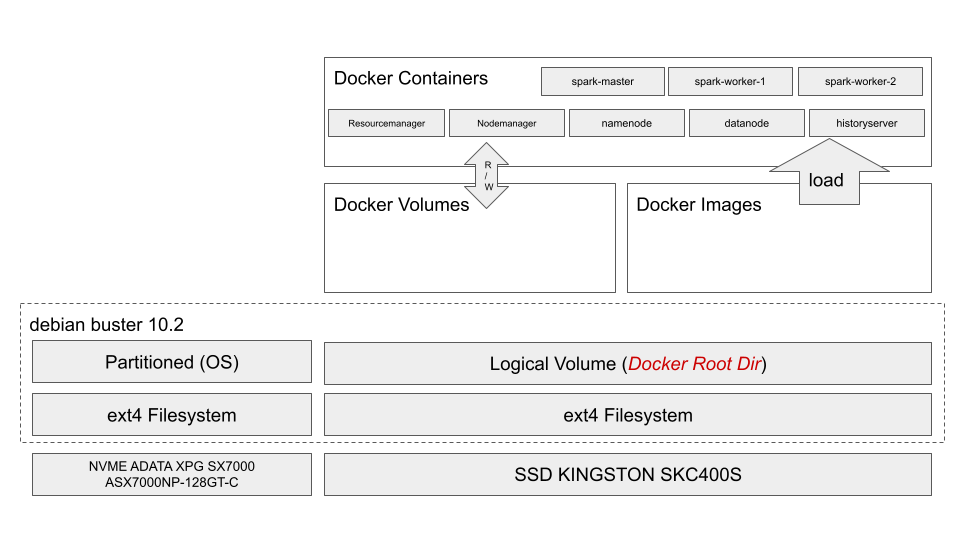 Docker Containers
spark-master
spark-worker-1
spark-worker-2
Resourcemanager
Nodemanager
namenode
datanode
historyserver
R
/
W
load
Docker Volumes
Docker Images
debian buster 10.2
Partitioned (OS)
Logical Volume (Docker Root Dir)
ext4 Filesystem
ext4 Filesystem
NVME ADATA XPG SX7000
ASX7000NP-128GT-C
SSD KINGSTON SKC400S